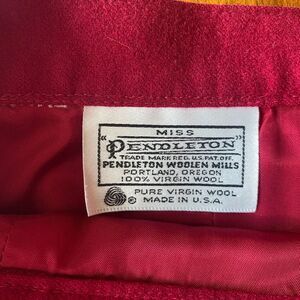 MISS
"PENDLETON"
TRADE MARK REG. U.S. PAT. OFF.
PENDLETON WOOLEN MILLS
PORTLAND, OREGON
100% VIRGIN WOOL
PURE VIRGIN WOOL
® MADE IN U.S.A.